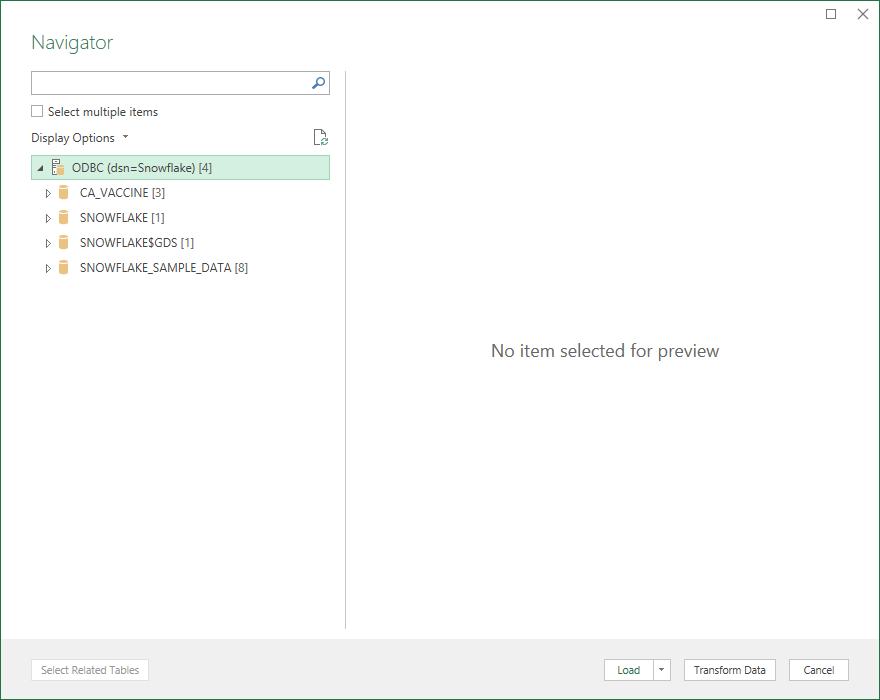 Navigator
Select multiple items
Display Options
ODBC (dsn=Snowflake) [4]
CA_VACCINE [3]
SNOWFLAKE [1]
SNOWFLAKE$GDS [1]
SNOWFLAKE_SAMPLE_DATA [8]
No item selected for preview
Select Related Tables
Load
Transform Data
Cancel